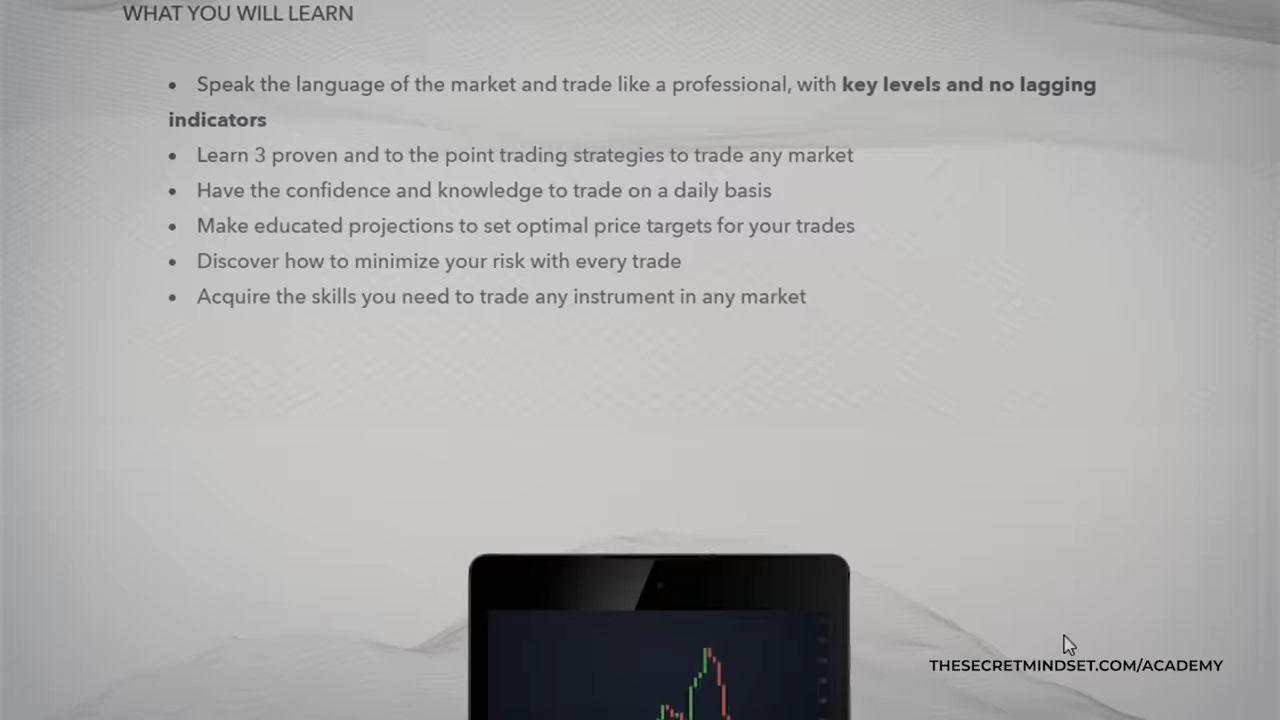 WHAT YOU WILL LEARN
• Speak the language of the market and trade like a professional, with key levels and no lagging
indicators
• Learn 3 proven and to the point trading strategies to trade any market
• Have the confidence and knowledge to trade on a daily basis
• Make educated projections to set optimal price targets for your trades
• Discover how to minimize your risk with every trade
• Acquire the skills you need to trade any instrument in any market
THESECRETMINDSET.COM/ACADEMY